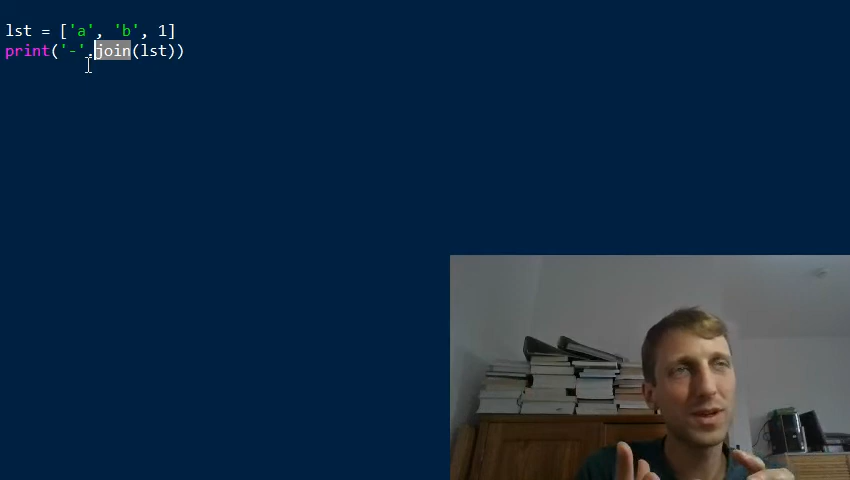 lst = ['a', 'b', 1]
print('-'.join(lst))